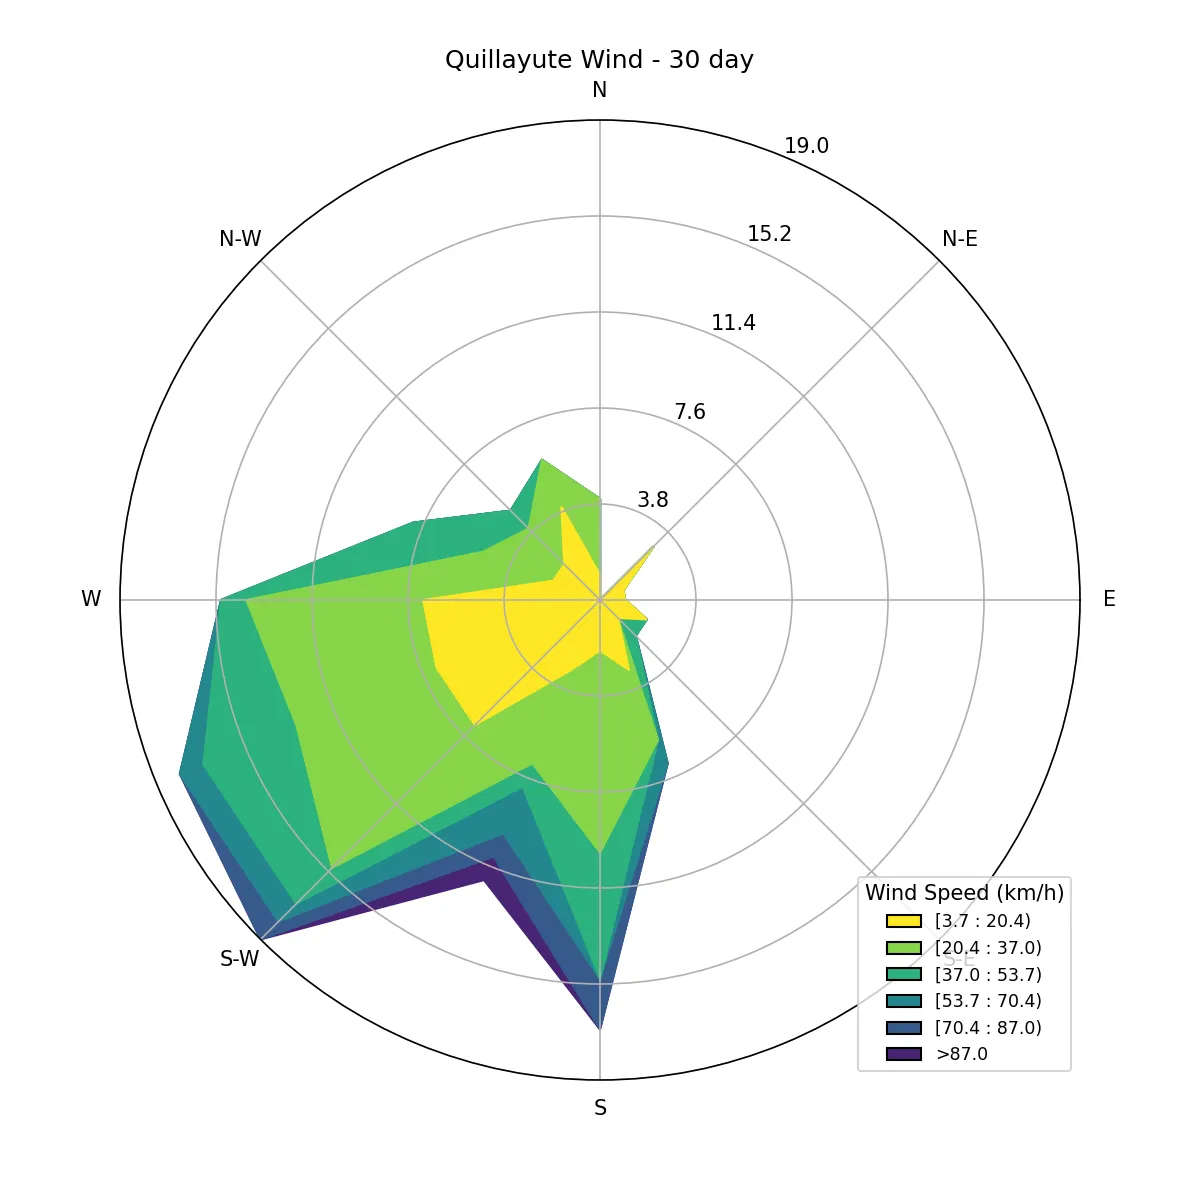 Quillayute Wind - 30 day
N
19.0
15.2
N-W
N-E
11.4
7.6
3.8
W
E
Wind Speed (km/h)
[3.7 : 20.4)
[20.4 : 37.0)
S-W
S-E
[37.0 : 53.7)
[53.7 : 70.4)
[70.4 : 87.0)
>87.0
S